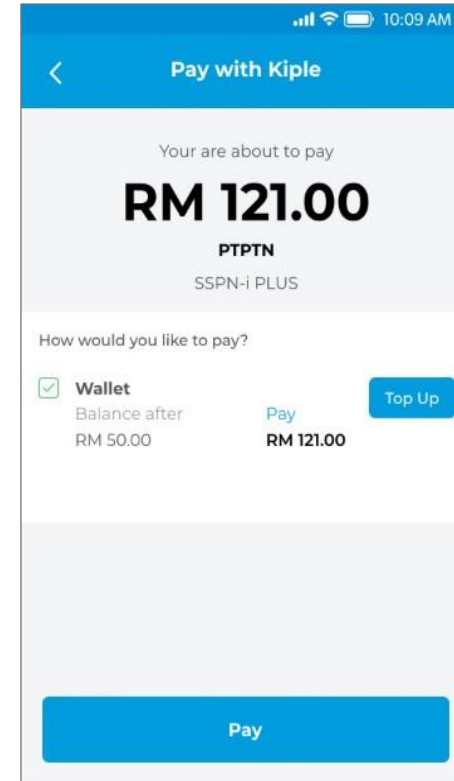 10:09 AM
Pay with Kiple
Your are about to pay
RM 121.00
PTPTN
SSPN-i PLUS
How would you like to pay?
Wallet
Top Up
Balance after Pay
RM 50.00 RM 121.00
Pay